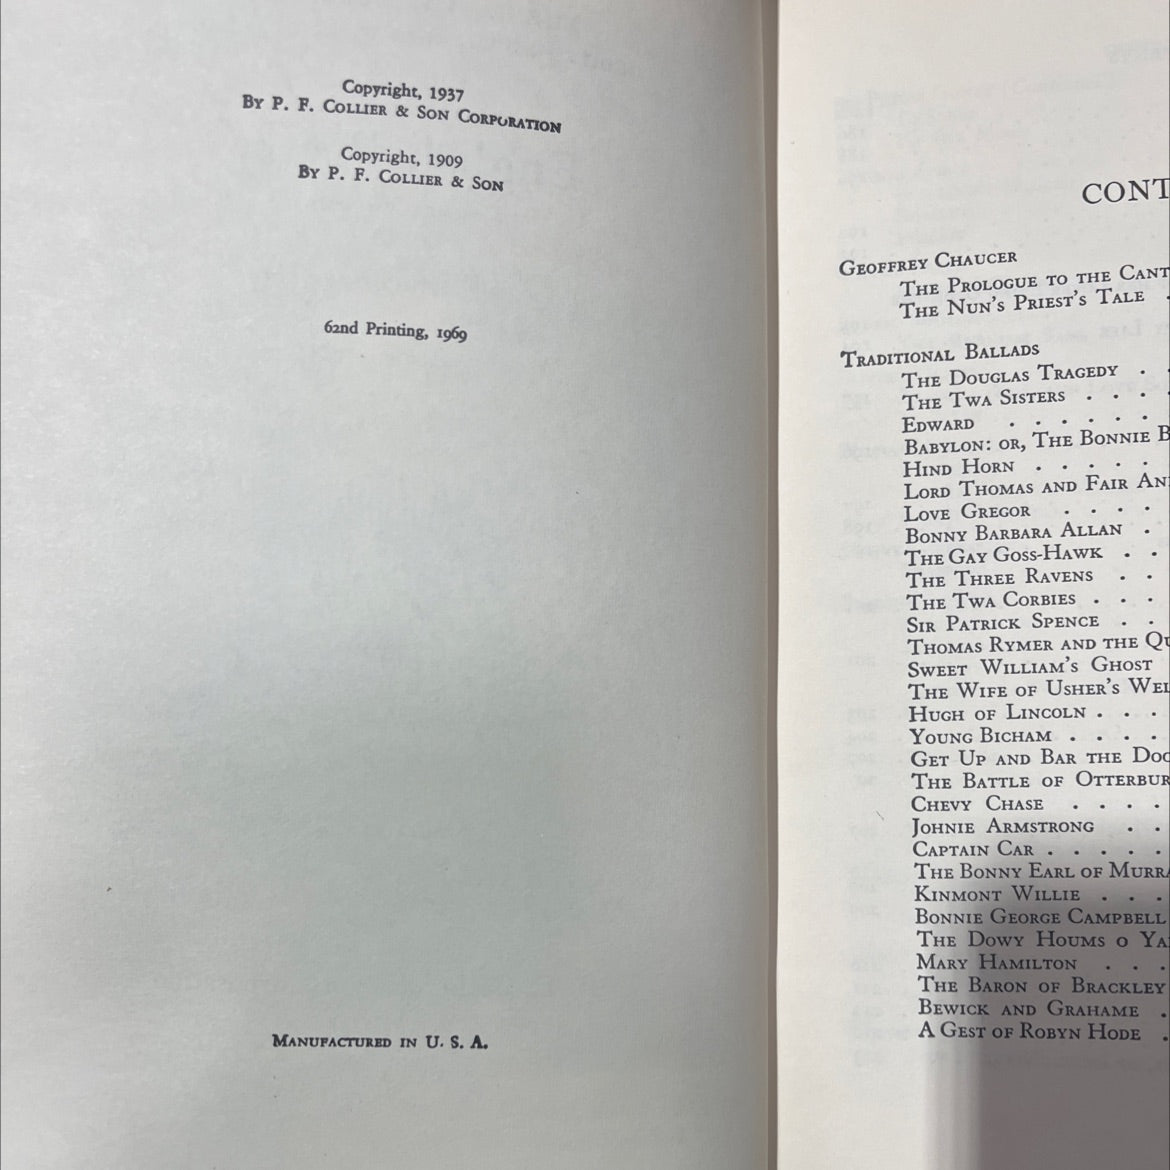 Copyright, 1937
By P. F. Collier & Son Corporation
Copyright, 1909
By P. F. Collier & Son
62nd Printing, 1969
Manufactured in U. S. A.
CONT
Geoffrey Chaucer
The Prologue to the Cant
The Nun's Priest's Tale .
Traditional Ballads
The Douglas Tragedy . .
The Twa Sisters . . . .
Edward . . . . . .
Babylon: or, The Bonnie B
Hind Horn . . . . .
Lord Thomas and Fair An
Love Gregor . . . .
Bonny Barbara Allan .
The Gay Goss-Hawk . .
The Three Ravens . .
The Twa Corbies . . .
Sir Patrick Spence . .
Thomas Rymer and the Qu
Sweet William's Ghost
The Wife of Usher's Wel
Hugh of Lincoln . . .
Young Bicham . . . .
Get Up and Bar the Doo
The Battle of Otterbur
Chevy Chase . . . .
Johnie Armstrong . .
Captain Car . . . . .
The Bonny Earl of Murra
Kinmont Willie . . .
Bonnie George Campbell
The Dowy Houms o Ya
Mary Hamilton . . .
The Baron of Brackley
Bewick and Grahame .
A Gest of Robyn Hode .